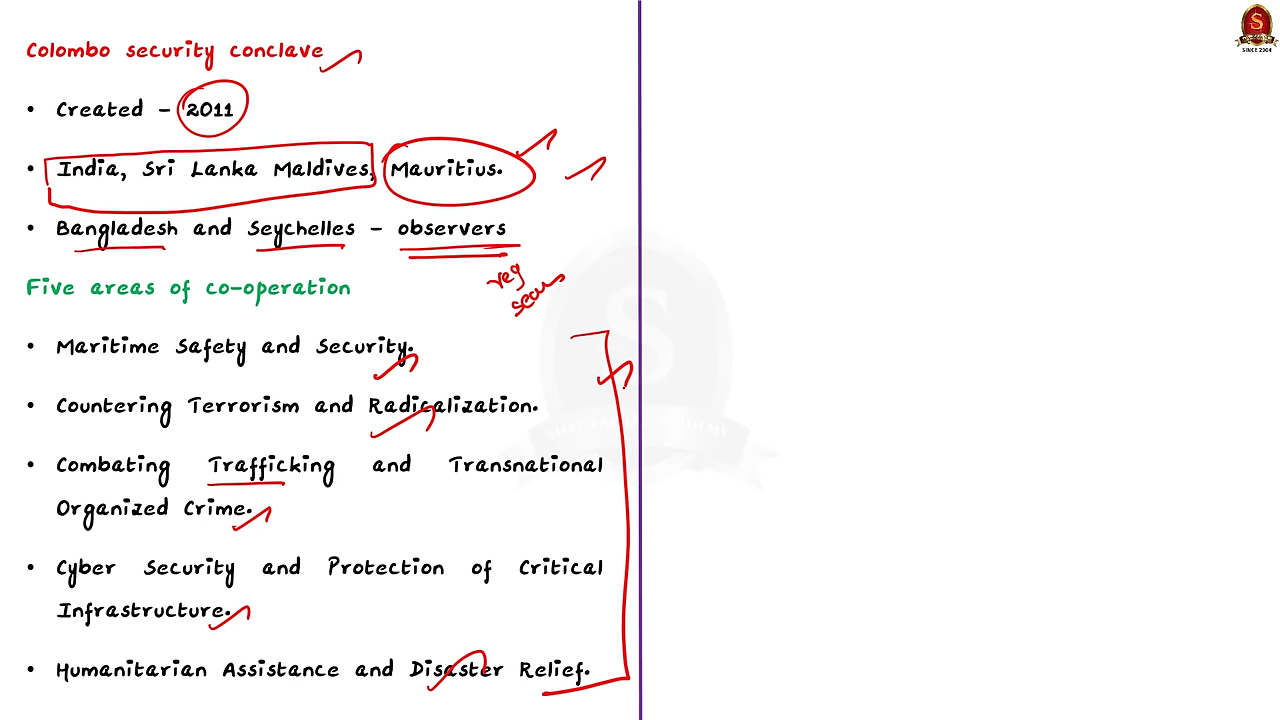 Colombo security conclave
• Created - 2011
• India, Sri Lanka Maldives, Mauritius.
• Bangladesh and Seychelles - observers
reg
secu
Five areas of co-operation
• Maritime Safety and Security.
• Countering Terrorism and Radicalization.
• Combating Trafficking and Transnational
Organized Crime.
• Cyber Security and Protection of Critical
Infrastructure.
• Humanitarian Assistance and Disaster Relief.
S
SINCE 2004